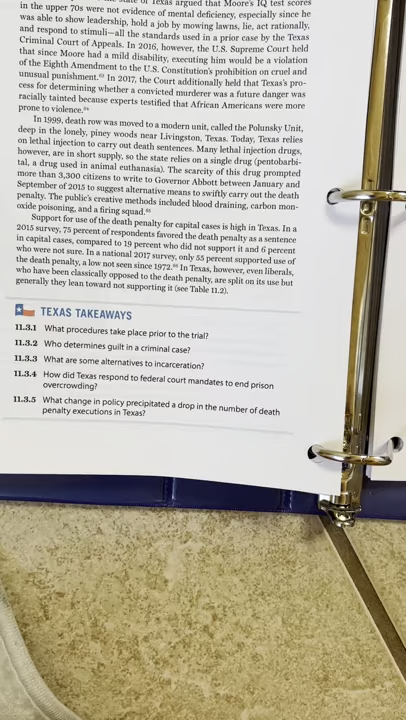 state of Texas argued that Moore's IQ test scores
in the upper 70s were not evidence of mental deficiency, especially since he
was able to show leadership, hold a job by mowing lawns, lie, act rationally,
and respond to stimuli—all the standards used in a prior case by the Texas
Criminal Court of Appeals. In 2016, however, the U.S. Supreme Court held
that since Moore had a mild disability, executing him would be a violation
of the Eighth Amendment to the U.S. Constitution's prohibition on cruel and
unusual punishment.⁶³ In 2017, the Court additionally held that Texas's pro-
cess for determining whether a convicted murderer was a future danger was
racially tainted because experts testified that African Americans were more
prone to violence.⁶⁴
In 1999, death row was moved to a modern unit, called the Polunsky Unit,
deep in the lonely, piney woods near Livingston, Texas. Today, Texas relies
on lethal injection to carry out death sentences. Many lethal injection drugs,
however, are in short supply, so the state relies on a single drug (pentobarbi-
tal, a drug used in animal euthanasia). The scarcity of this drug prompted
more than 3,300 citizens to write to Governor Abbott between January and
September of 2015 to suggest alternative means to swiftly carry out the death
penalty. The public's creative methods included blood draining, carbon mon-
oxide poisoning, and a firing squad.⁶⁵
Support for use of the death penalty for capital cases is high in Texas. In a
2015 survey, 75 percent of respondents favored the death penalty as a sentence
in capital cases, compared to 19 percent who did not support it and 6 percent
who were not sure. In a national 2017 survey, only 55 percent supported use of
the death penalty, a low not seen since 1972.⁶⁶ In Texas, however, even liberals,
who have been classically opposed to the death penalty, are split on its use but
generally they lean toward not supporting it (see Table 11.2).
TEXAS TAKEAWAYS
11.3.1 What procedures take place prior to the trial?
11.3.2 Who determines guilt in a criminal case?
11.3.3 What are some alternatives to incarceration?
11.3.4 How did Texas respond to federal court mandates to end prison
overcrowding?
11.3.5 What change in policy precipitated a drop in the number of death
penalty executions in Texas?